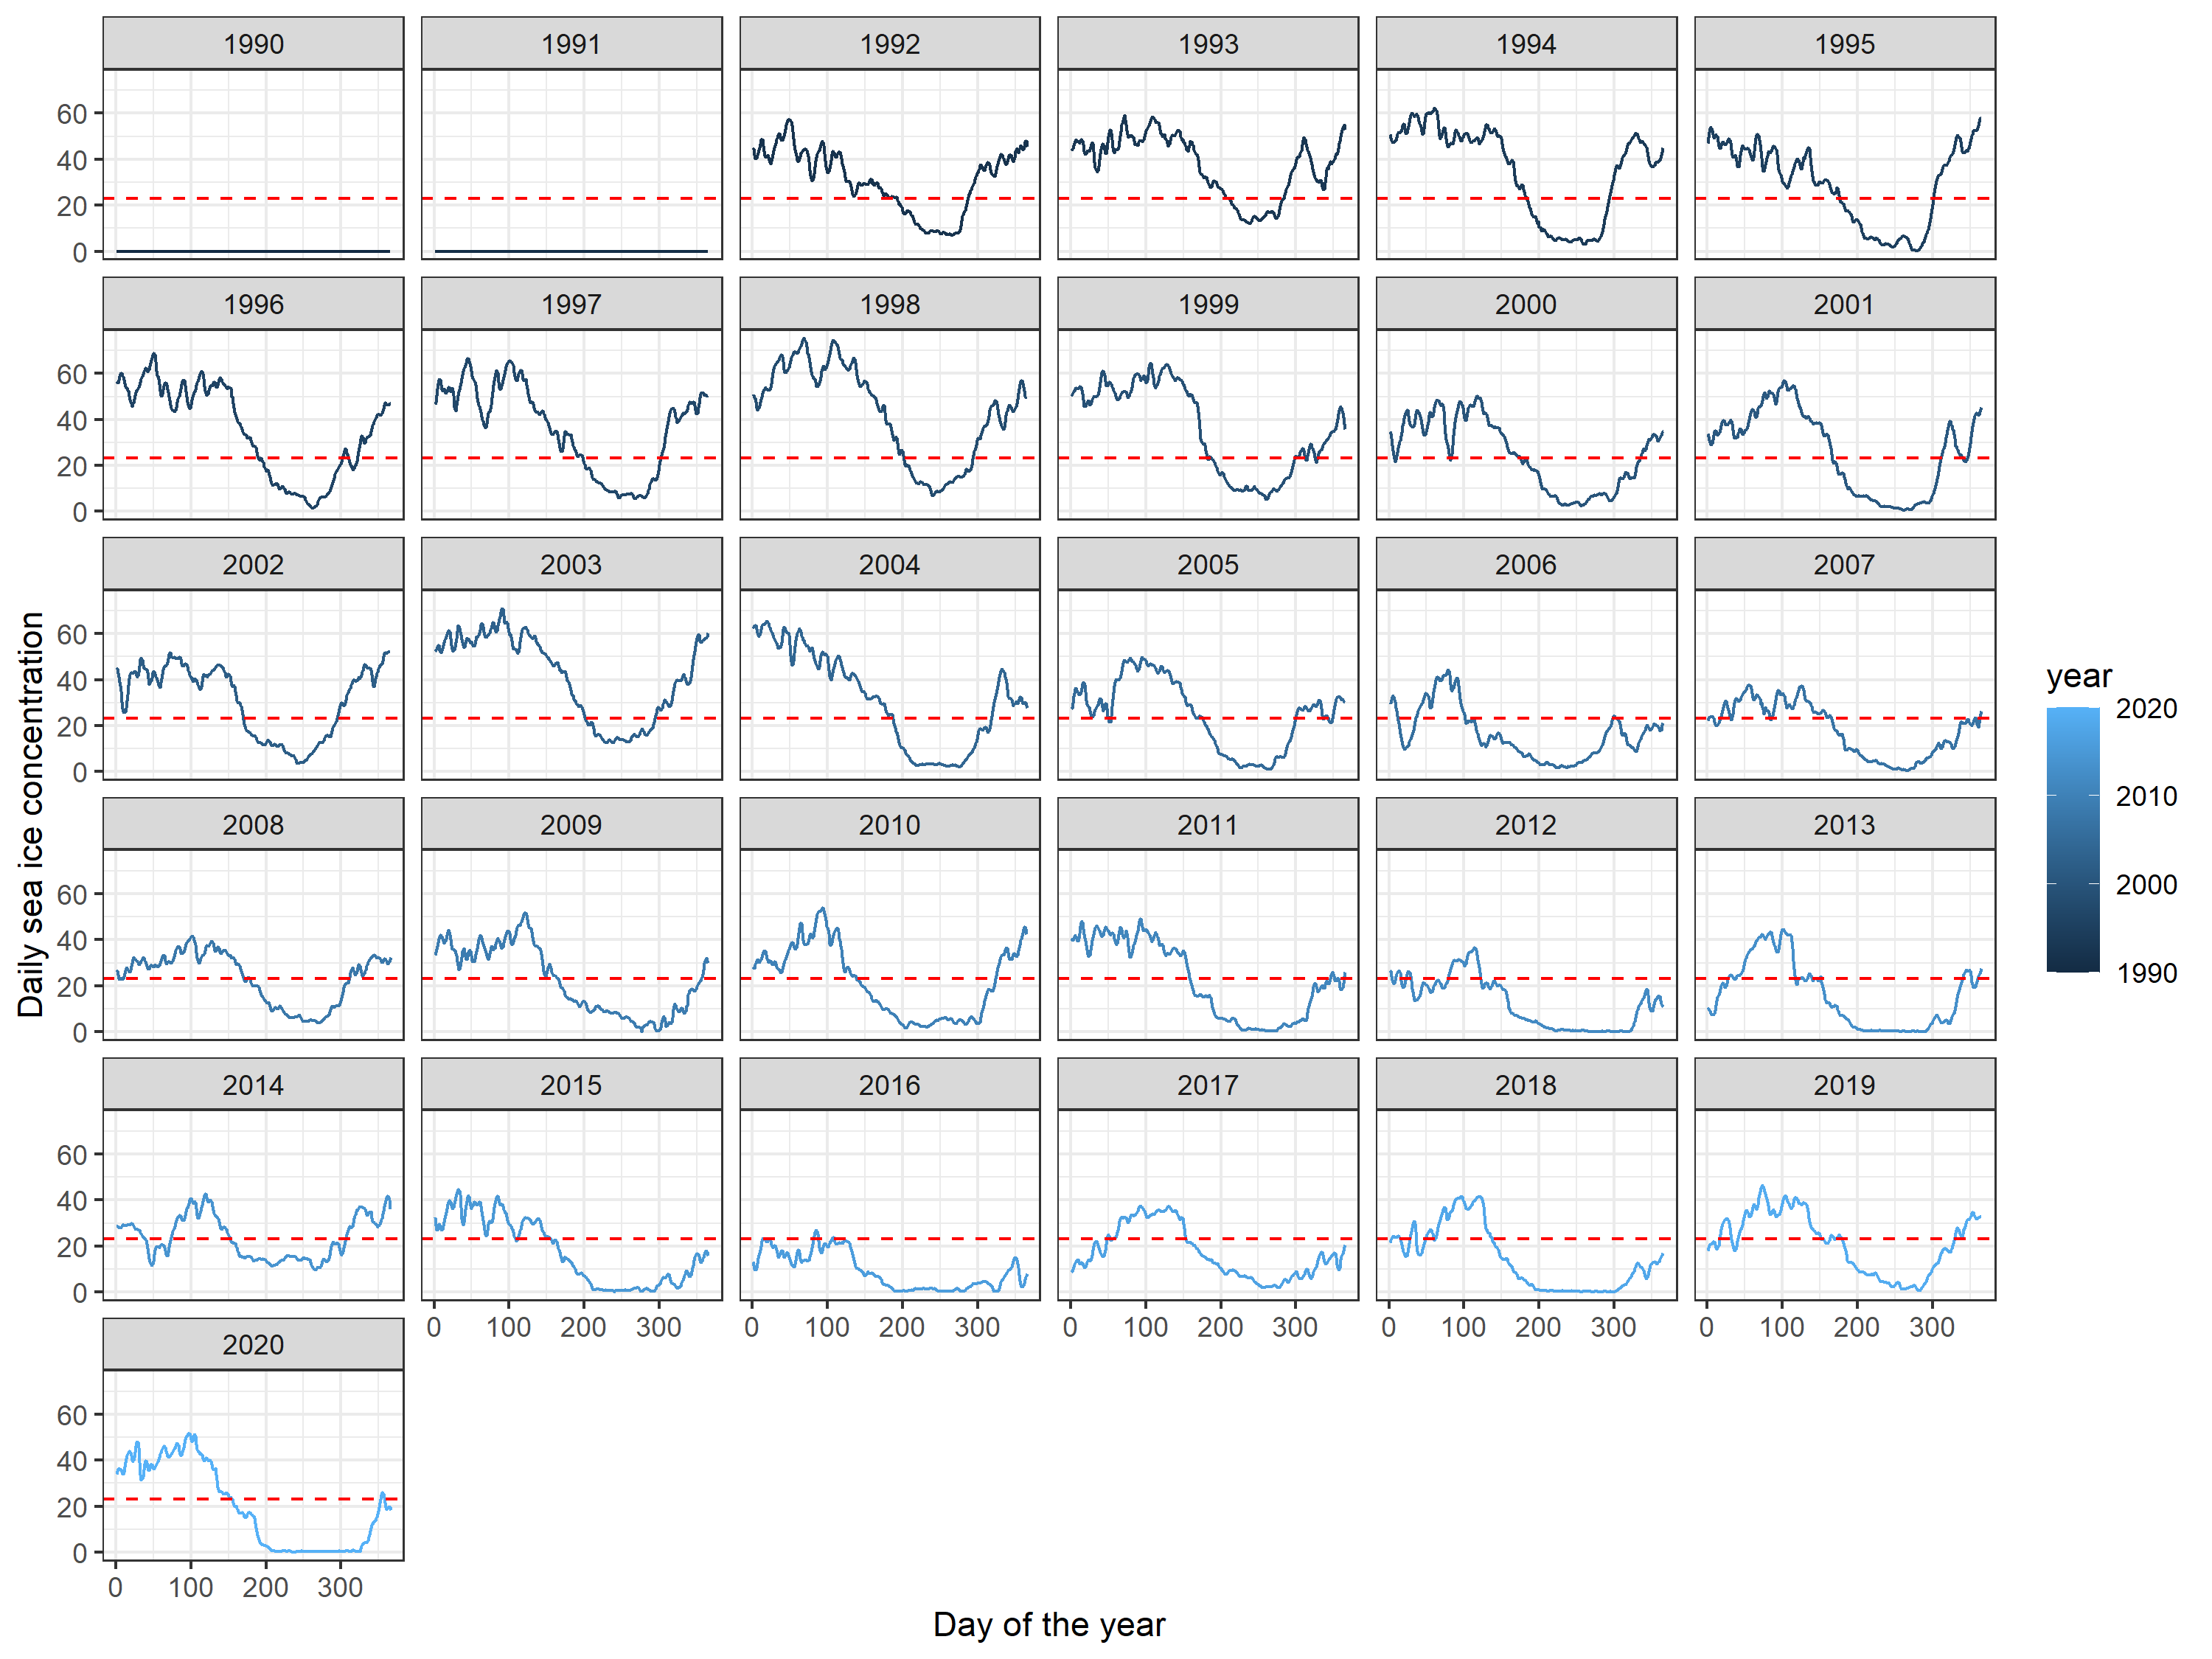 1990 1991 1992 1993 1994 1995
60
40
20
0
1996 1997 1998 1999 2000 2001
60
40
20
0
2002 2003 2004 2005 2006 2007
60
40
20
0
2008 2009 2010 2011 2012 2013
60
40
20
0
2014 2015 2016 2017 2018 2019
60
40
20
0
0 100 200 300 0 100 200 300 0 100 200 300 0 100 200 300 0 100 200 300
2020
60
40
20
0
0 100 200 300
Day of the year
Daily sea ice concentration
year
2020
2010
2000
1990